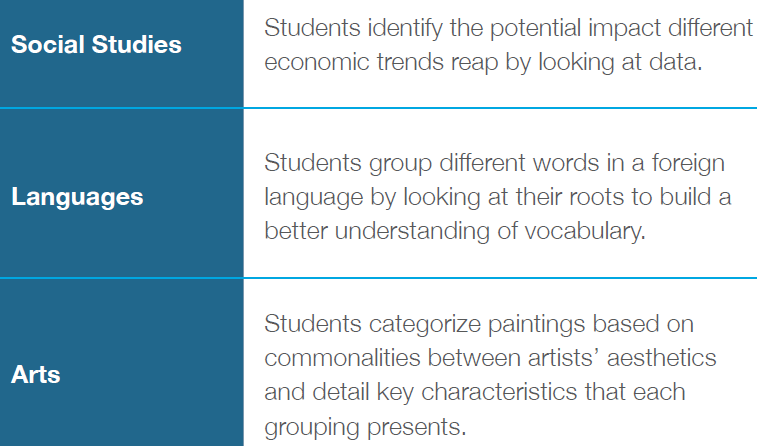 Social Studies
Students identify the potential impact different
economic trends reap by looking at data.
Languages
Students group different words in a foreign
language by looking at their roots to build a
better understanding of vocabulary.
Arts
Students categorize paintings based on
commonalities between artists’ aesthetics
and detail key characteristics that each
grouping presents.